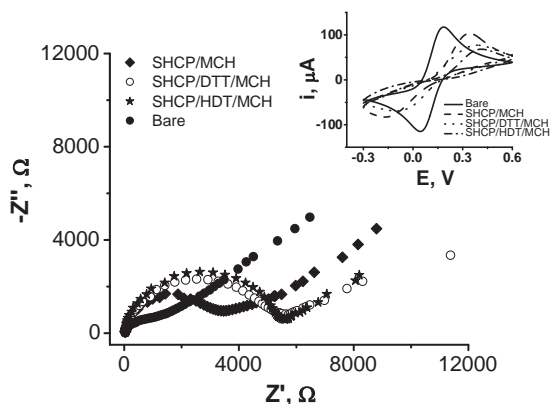 12000
8000
4000
0
-Z'', Ω
0
4000
8000
12000
Z', Ω
SHCP/MCH
SHCP/DTT/MCH
SHCP/HDT/MCH
Bare
100
0
-100
i, μA
-0.3
0.0
0.3
0.6
E, V
Bare
SHCP/MCH
SHCP/DTT/MCH
SHCP/HDT/MCH